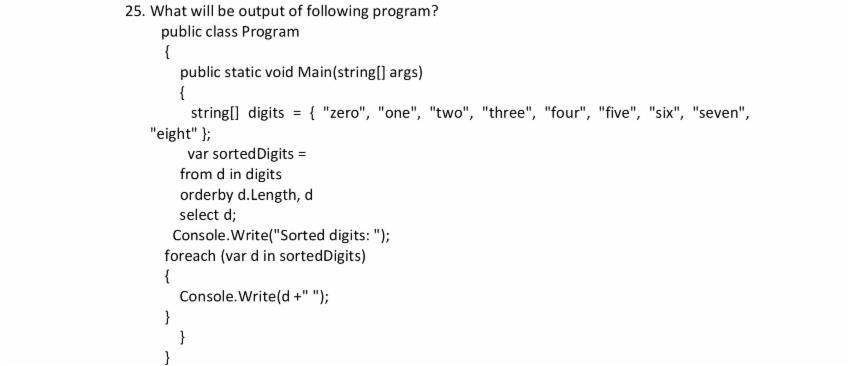 25. What will be output of following program?
public class Program
{
public static void Main(string[] args)
{
string[] digits = { "zero", "one", "two", "three", "four", "five", "six", "seven",
"eight" };
var sortedDigits =
from d in digits
orderby d.Length, d
select d;
Console.Write("Sorted digits: ");
foreach (var d in sortedDigits)
{
Console.Write(d +" ");
}
}
}